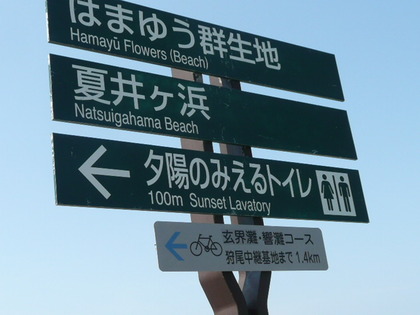 はまゆう群生地
Hamayū Flowers (Beach)
夏井ヶ浜
Natsuigahama Beach
夕陽のみえるトイレ
100m Sunset Lavatory
玄界灘・響灘コース
狩尾中継基地まで1.4km